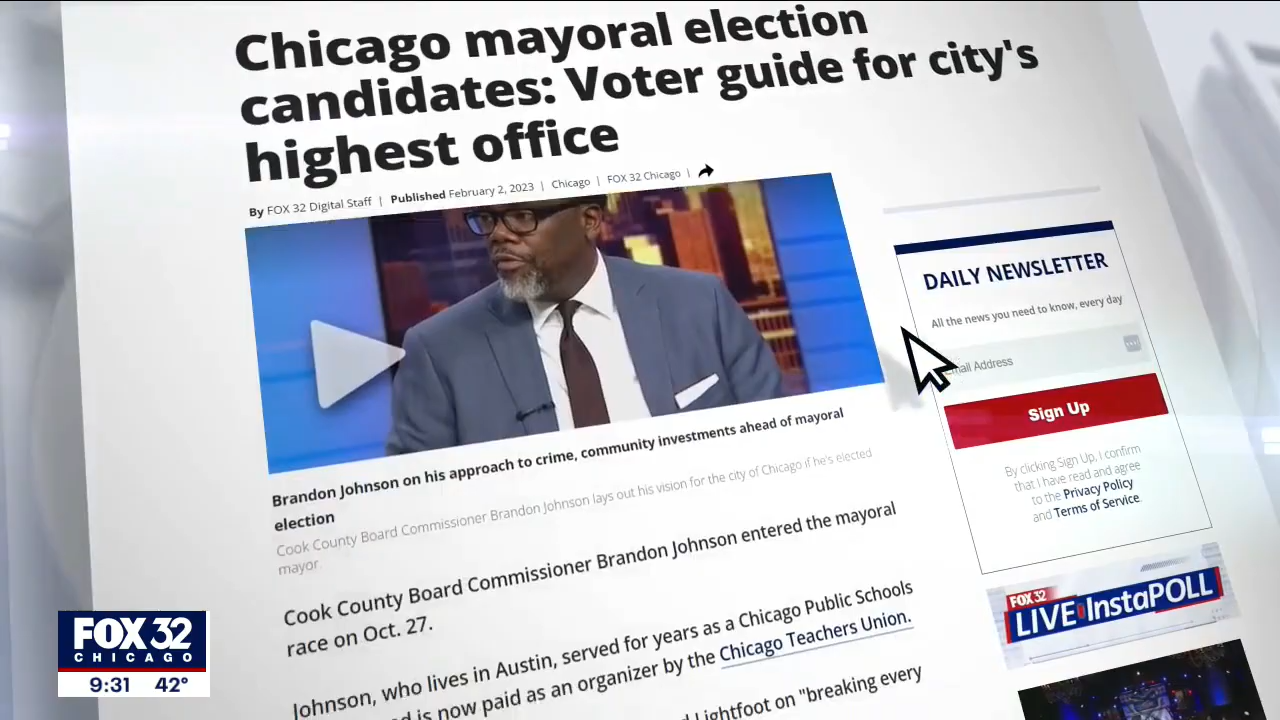 Chicago mayoral election
candidates: Voter guide for city's
highest office
By FOX 32 Digital Staff | Published February 2, 2023 | Chicago | FOX 32 Chicago |
Brandon Johnson on his approach to crime, community investments ahead of mayoral
election
Cook County Board Commissioner Brandon Johnson lays out his vision for the city of Chicago if he's elected
mayor.
Cook County Board Commissioner Brandon Johnson entered the mayoral
race on Oct. 27.
Johnson, who lives in Austin, served for years as a Chicago Public Schools
is now paid as an organizer by the Chicago Teachers Union.
Lightfoot on "breaking every
DAILY NEWSLETTER
All the news you need to know, every day
Email Address
Sign Up
By clicking Sign Up, I confirm
that I have read and agree
to the Privacy Policy
and Terms of Service.
FOX 32
LIVE InstaPOLL
FOX 32
CHICAGO
9:31 42°